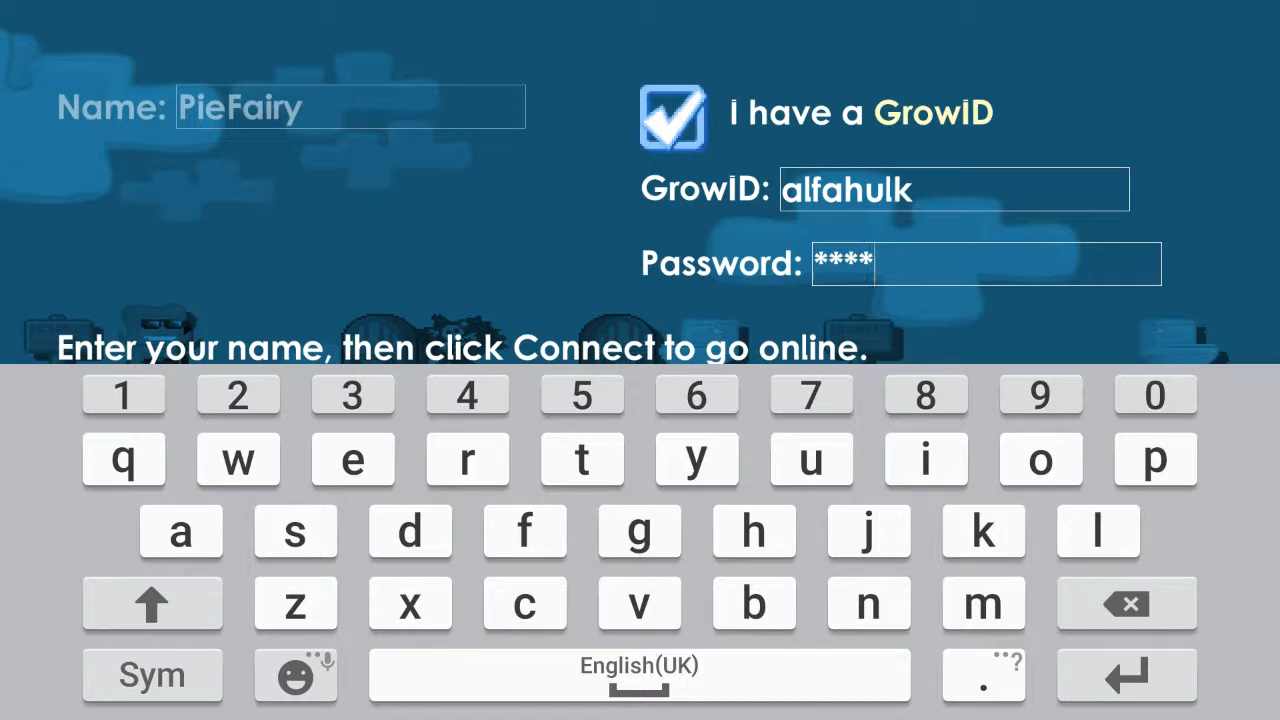 Name: PieFairy
I have a GrowID
GrowID: alfahulk
Password: ****
Enter your name, then click Connect to go online.
1 2 3 4 5 6 7 8 9 0
q w e r t y u i o p
a s d f g h j k l
z x c v b n m
Sym English(UK) . ?